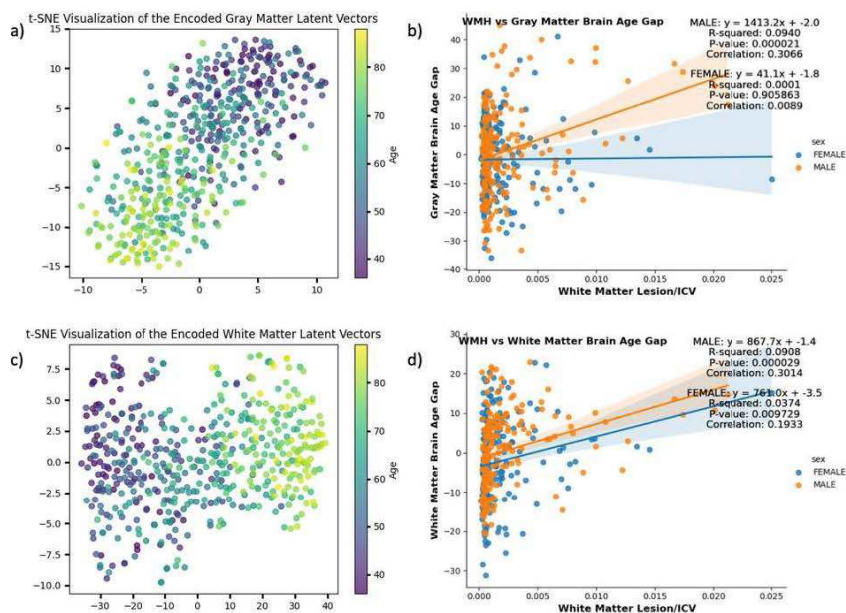 a)
t-SNE Visualization of the Encoded Gray Matter Latent Vectors
15
10
5
0
−5
−10
−15
−10
−5
0
5
10
80
70
60
50
40
Age
b)
WMH vs Gray Matter Brain Age Gap
MALE: y = 1413.2x + -2.0
R-squared: 0.0940
P-value: 0.000021
Correlation: 0.3066
FEMALE: y = 41.1x + -1.8
R-squared: 0.0001
P-value: 0.905863
Correlation: 0.0089
Gray Matter Brain Age Gap
40
30
20
10
0
−10
−20
−30
−40
0.000
0.005
0.010
0.015
0.020
0.025
White Matter Lesion/ICV
sex
FEMALE
MALE
c)
t-SNE Visualization of the Encoded White Matter Latent Vectors
7.5
5.0
2.5
0.0
−2.5
−5.0
−7.5
−10.0
−30
−20
−10
0
10
20
30
40
80
70
60
50
40
Age
d)
WMH vs White Matter Brain Age Gap
MALE: y = 867.7x + -1.4
R-squared: 0.0908
P-value: 0.000029
Correlation: 0.3014
FEMALE: y = 761.0x + -3.5
R-squared: 0.0374
P-value: 0.009729
Correlation: 0.1933
White Matter Brain Age Gap
30
20
10
0
−10
−20
−30
0.000
0.005
0.010
0.015
0.020
0.025
White Matter Lesion/ICV
sex
FEMALE
MALE